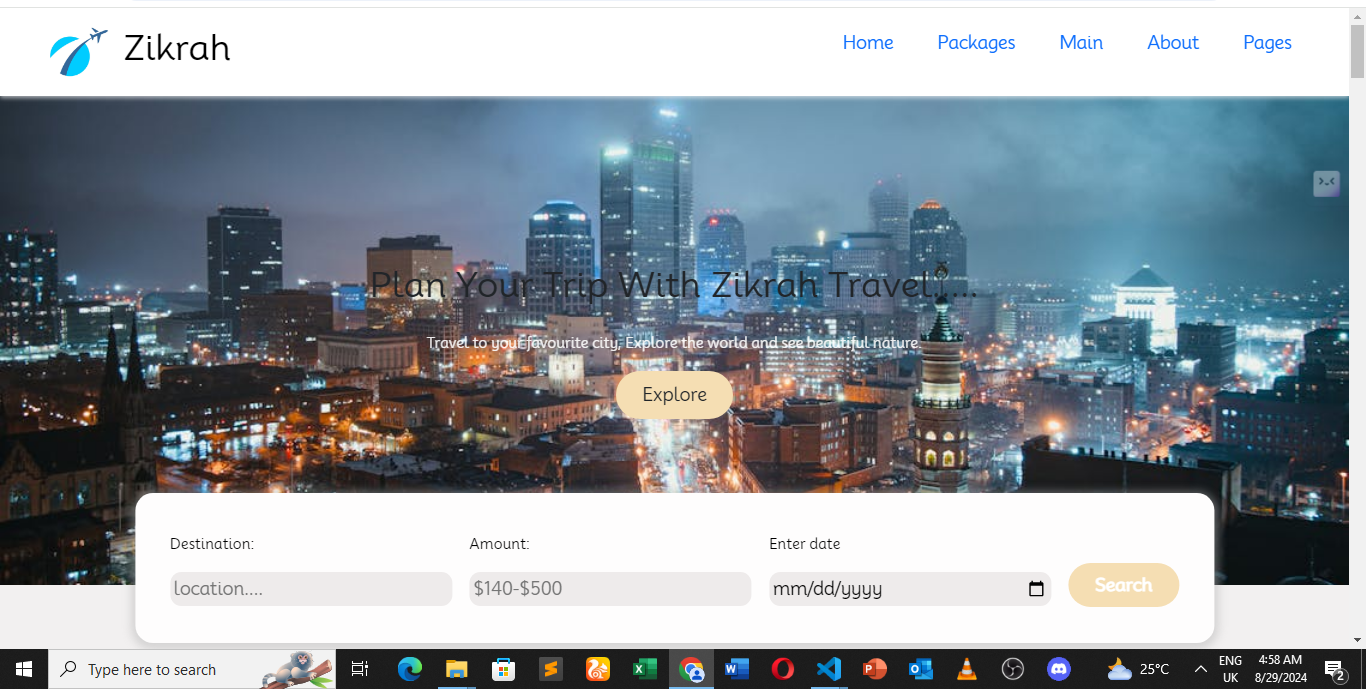 Zikrah
Home Packages Main About Pages
Plan Your Trip With Zikrah Travel.....
Travel to your favourite city, Explore the world and see beautiful nature.
Explore
Destination: Amount: Enter date
location.... $140-$500 mm/dd/yyyy Search
Type here to search
25°C
ENG
UK
4:58 AM
8/29/2024
2